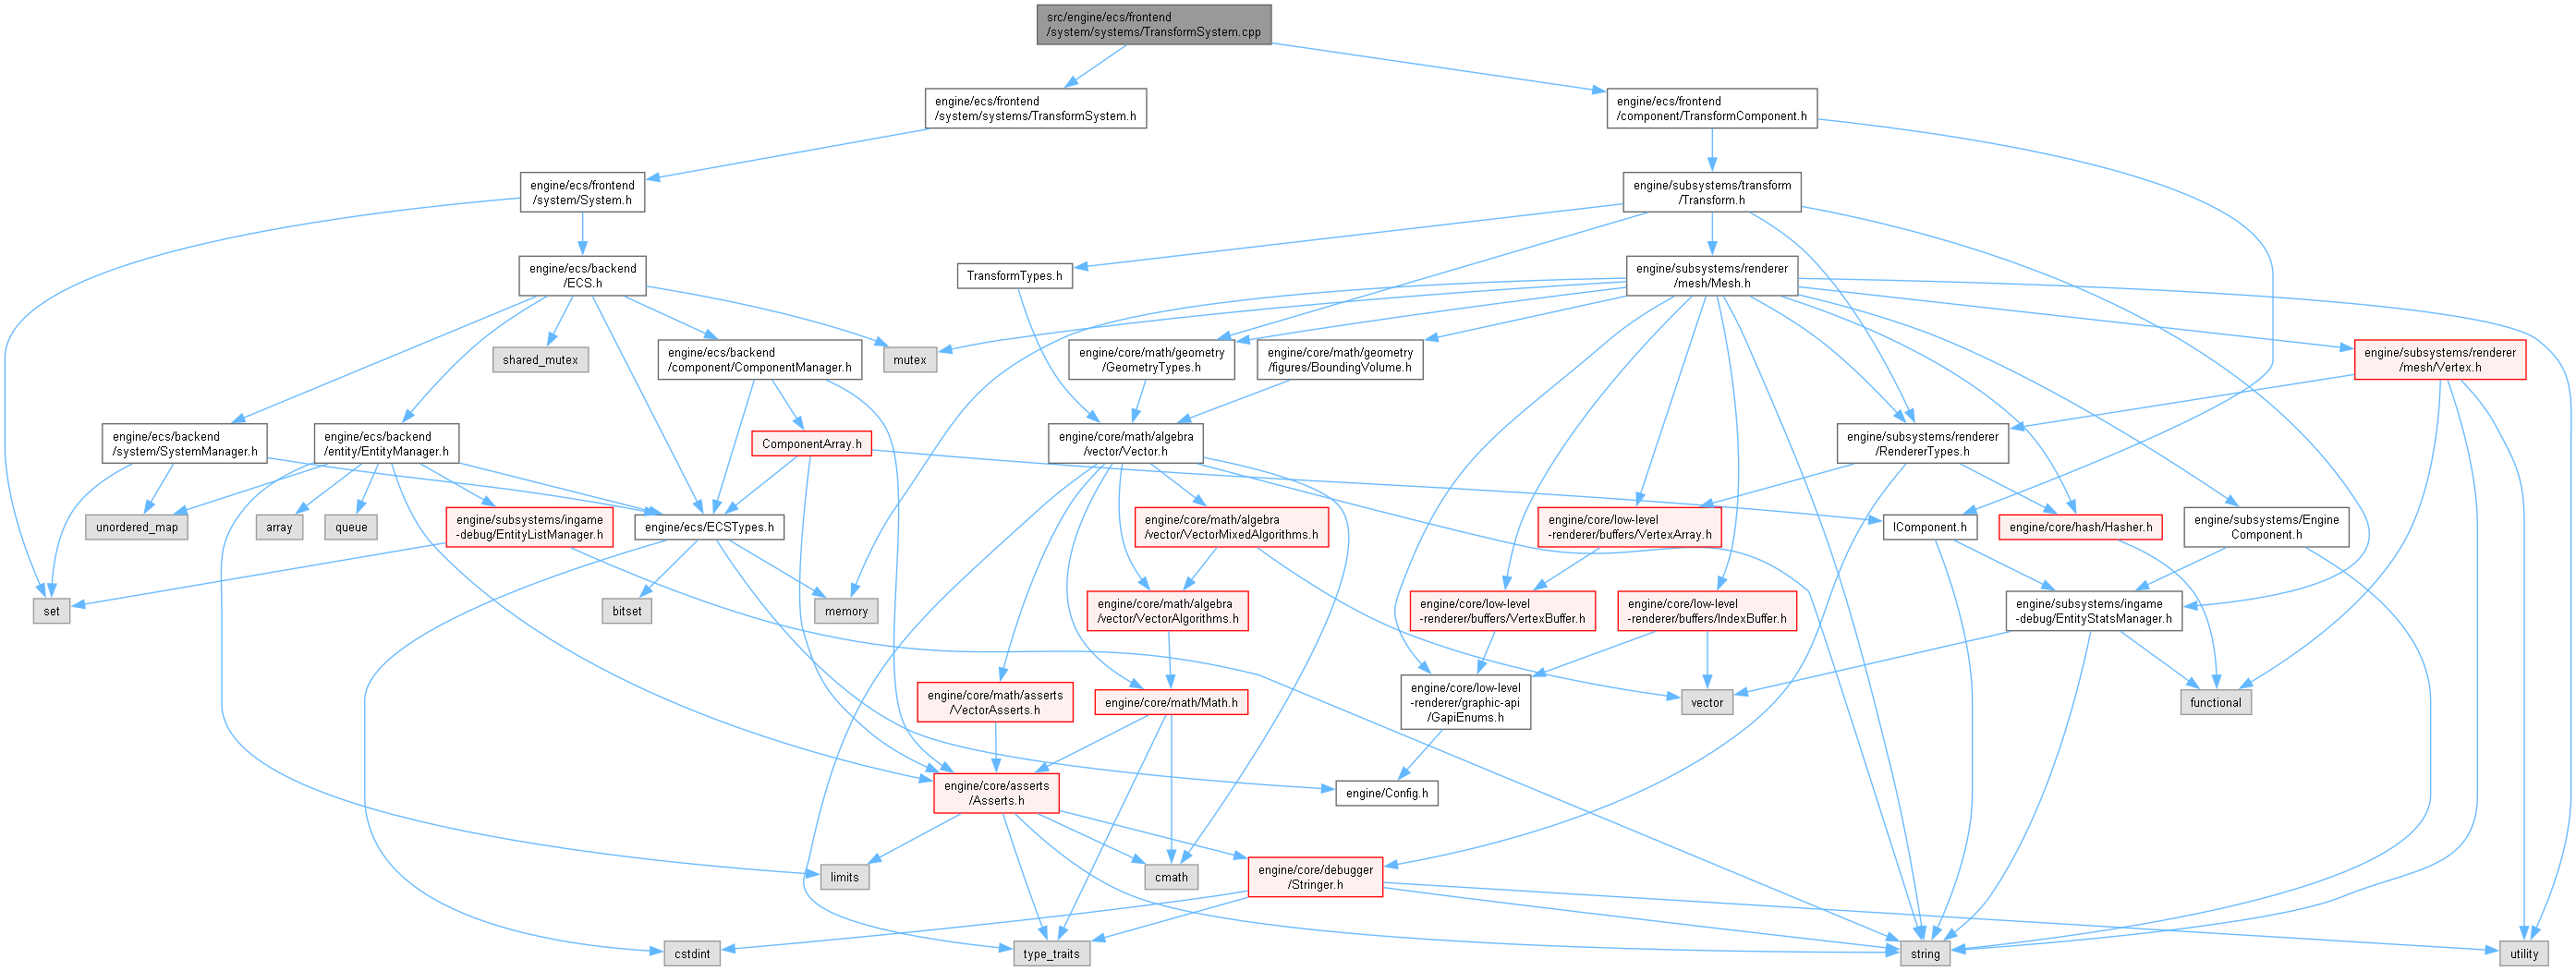 src/engine/ecs/frontend
/system/systems/TransformSystem.cpp
engine/ecs/frontend
/system/systems/TransformSystem.h
engine/ecs/frontend
/component/TransformComponent.h
engine/ecs/frontend
/system/System.h
engine/subsystems/transform
/Transform.h
engine/ecs/backend
/ECS.h
TransformTypes.h
engine/subsystems/renderer
/mesh/Mesh.h
shared_mutex
engine/ecs/backend
/component/ComponentManager.h
mutex
engine/core/math/geometry
/GeometryTypes.h
engine/core/math/geometry
/figures/BoundingVolume.h
engine/subsystems/renderer
/mesh/Vertex.h
engine/ecs/backend
/system/SystemManager.h
engine/ecs/backend
/entity/EntityManager.h
ComponentArray.h
engine/core/math/algebra
/vector/Vector.h
engine/subsystems/renderer
/RendererTypes.h
unordered_map
array
queue
engine/subsystems/ingame
-debug/EntityListManager.h
engine/ecs/ECSTypes.h
engine/core/math/algebra
/vector/VectorMixedAlgorithms.h
engine/core/low-level
-renderer/buffers/VertexArray.h
IComponent.h
engine/core/hash/Hasher.h
engine/subsystems/Engine
Component.h
set
bitset
memory
engine/core/math/algebra
/vector/VectorAlgorithms.h
engine/core/low-level
-renderer/buffers/VertexBuffer.h
engine/core/low-level
-renderer/buffers/IndexBuffer.h
engine/subsystems/ingame
-debug/EntityStatsManager.h
engine/core/math/asserts
/VectorAsserts.h
engine/core/math/Math.h
engine/core/low-level
-renderer/graphic-api
/GapiEnums.h
vector
functional
engine/core/asserts
/Asserts.h
engine/Config.h
limits
cmath
engine/core/debugger
/Stringer.h
cstdint
type_traits
string
utility